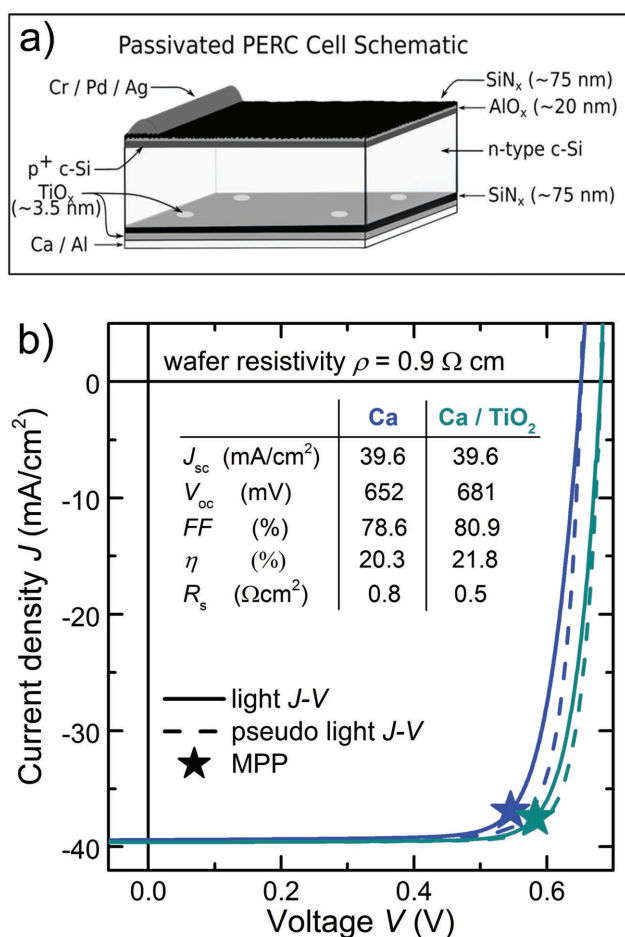 a)
Passivated PERC Cell Schematic
Cr / Pd / Ag
SiNₓ (~75 nm)
AlOₓ (~20 nm)
p⁺ c-Si
n-type c-Si
TiOₓ
(~3.5 nm)
SiNₓ (~75 nm)
Ca / Al
b)
wafer resistivity ρ = 0.9 Ω cm
Ca Ca / TiO₂
Jsc (mA/cm²) 39.6 39.6
Voc (mV) 652 681
FF (%) 78.6 80.9
η (%) 20.3 21.8
Rs (Ωcm²) 0.8 0.5
light J-V
pseudo light J-V
MPP
Current density J (mA/cm²)
0
-10
-20
-30
-40
0.0 0.2 0.4 0.6
Voltage V (V)